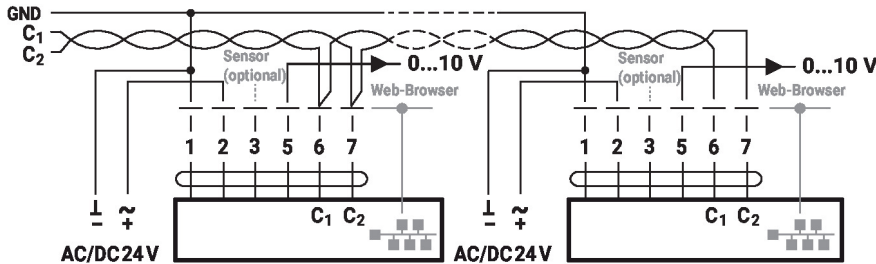 GND
C1
C2
Sensor
(optional)
0...10 V
Web-Browser
Sensor
(optional)
0...10 V
Web-Browser
1 2 3 5 6 7
1 2 3 5 6 7
⊥ ~
– +
C1 C2
⊥ ~
– +
C1 C2
AC/DC 24 V
AC/DC 24 V